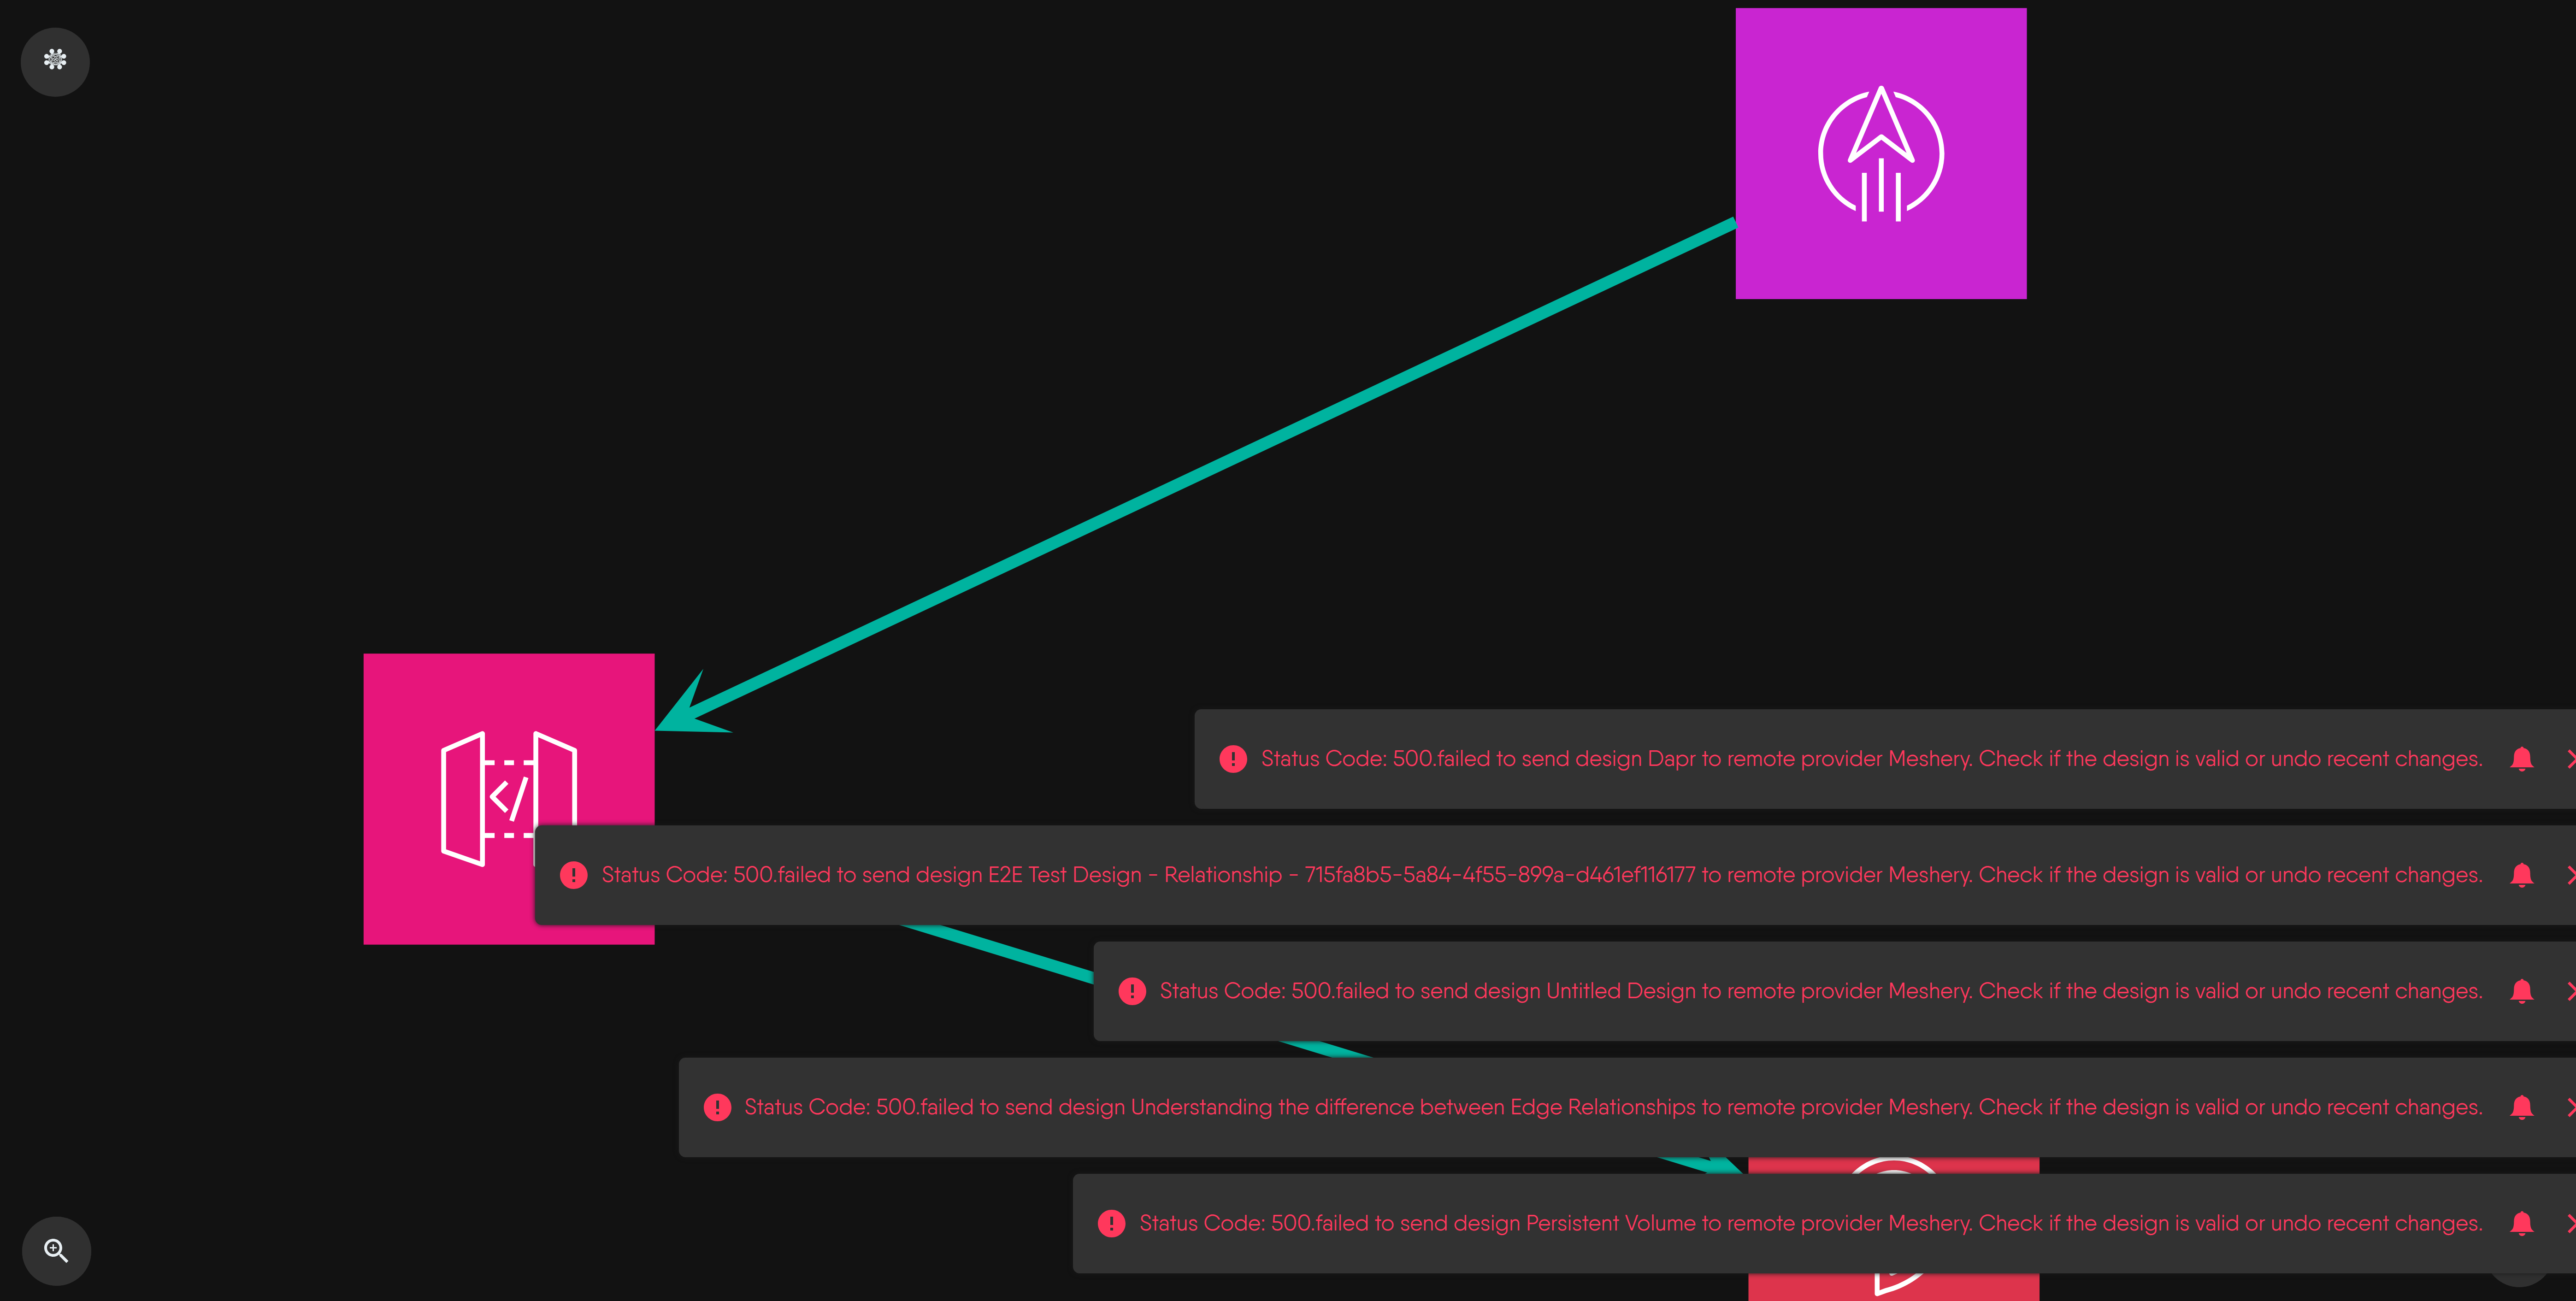 Status Code: 500.failed to send design Dapr to remote provider Meshery. Check if the design is valid or undo recent changes.
Status Code: 500.failed to send design E2E Test Design - Relationship - 715fa8b5-5a84-4f55-899a-d461ef116177 to remote provider Meshery. Check if the design is valid or undo recent changes.
Status Code: 500.failed to send design Untitled Design to remote provider Meshery. Check if the design is valid or undo recent changes.
Status Code: 500.failed to send design Understanding the difference between Edge Relationships to remote provider Meshery. Check if the design is valid or undo recent changes.
Status Code: 500.failed to send design Persistent Volume to remote provider Meshery. Check if the design is valid or undo recent changes.